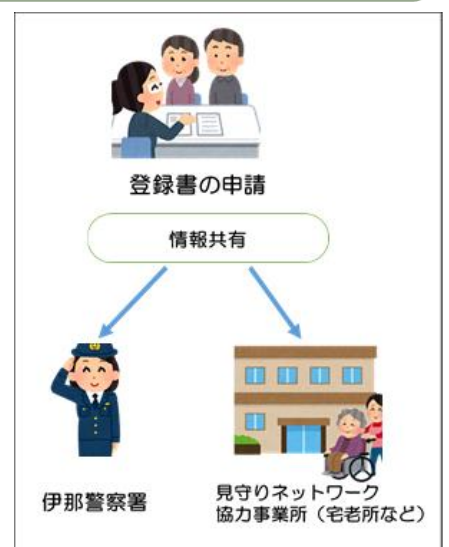 登録書の申請
情報共有
伊那警察署
見守りネットワーク
協力事業所（宅老所など）